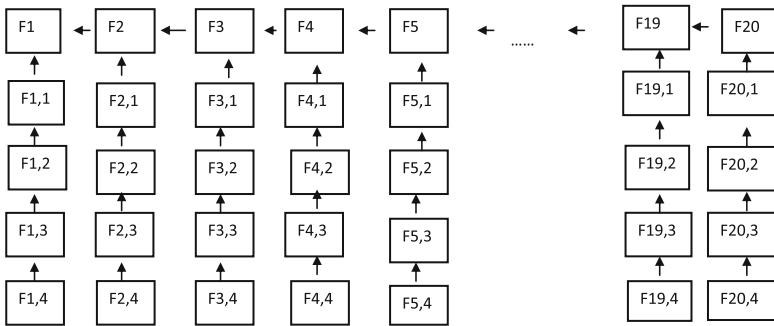 F1 F2 F3 F4 F5 ...... F19 F20
F1,1 F2,1 F3,1 F4,1 F5,1 F19,1 F20,1
F1,2 F2,2 F3,2 F4,2 F5,2 F19,2 F20,2
F1,3 F2,3 F3,3 F4,3 F5,3 F19,3 F20,3
F1,4 F2,4 F3,4 F4,4 F5,4 F19,4 F20,4